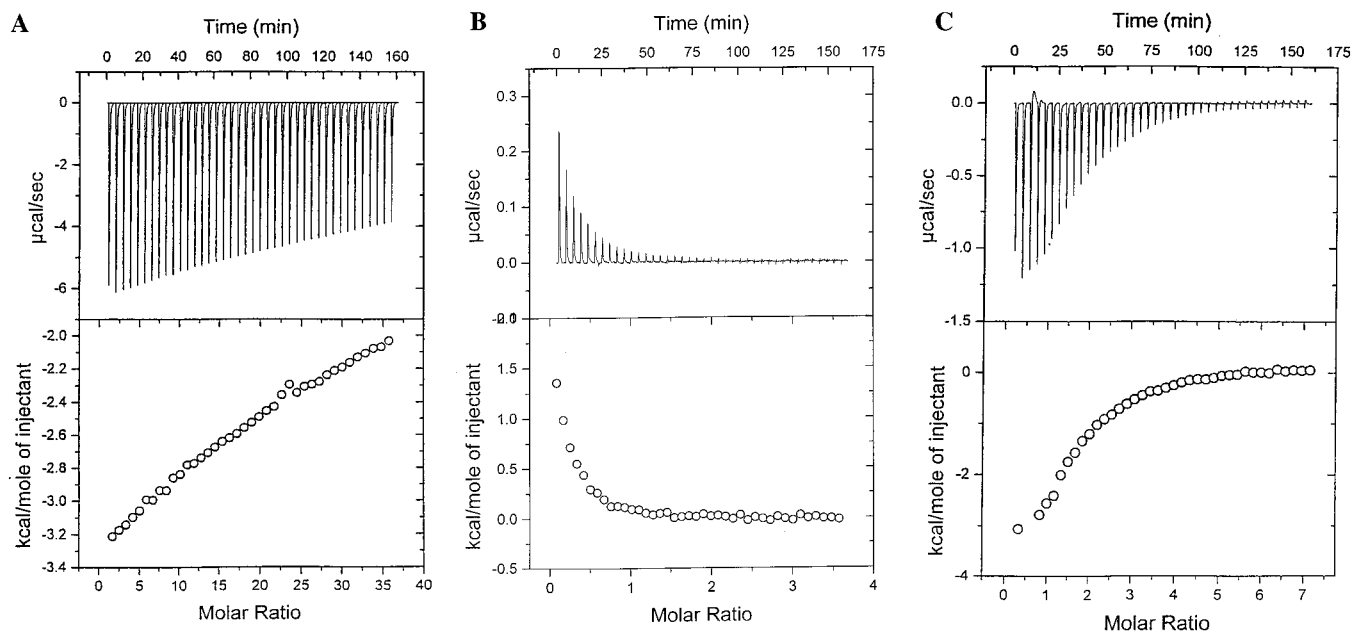 A
Time (min)
0 20 40 60 80 100 120 140 160
µcal/sec
0
-2
-4
-6
kcal/mole of injectant
-2.0
-2.2
-2.4
-2.6
-2.8
-3.0
-3.2
-3.4
0 5 10 15 20 25 30 35 40
Molar Ratio
B
Time (min)
0 25 50 75 100 125 150 175
µcal/sec
0.3
0.2
0.1
0.0
kcal/mole of injectant
1.5
1.0
0.5
0.0
-0.5
0 1 2 3 4
Molar Ratio
C
Time (min)
0 25 50 75 100 125 150 175
µcal/sec
0.0
-0.5
-1.0
-1.5
kcal/mole of injectant
0
-2
-4
0 1 2 3 4 5 6 7
Molar Ratio